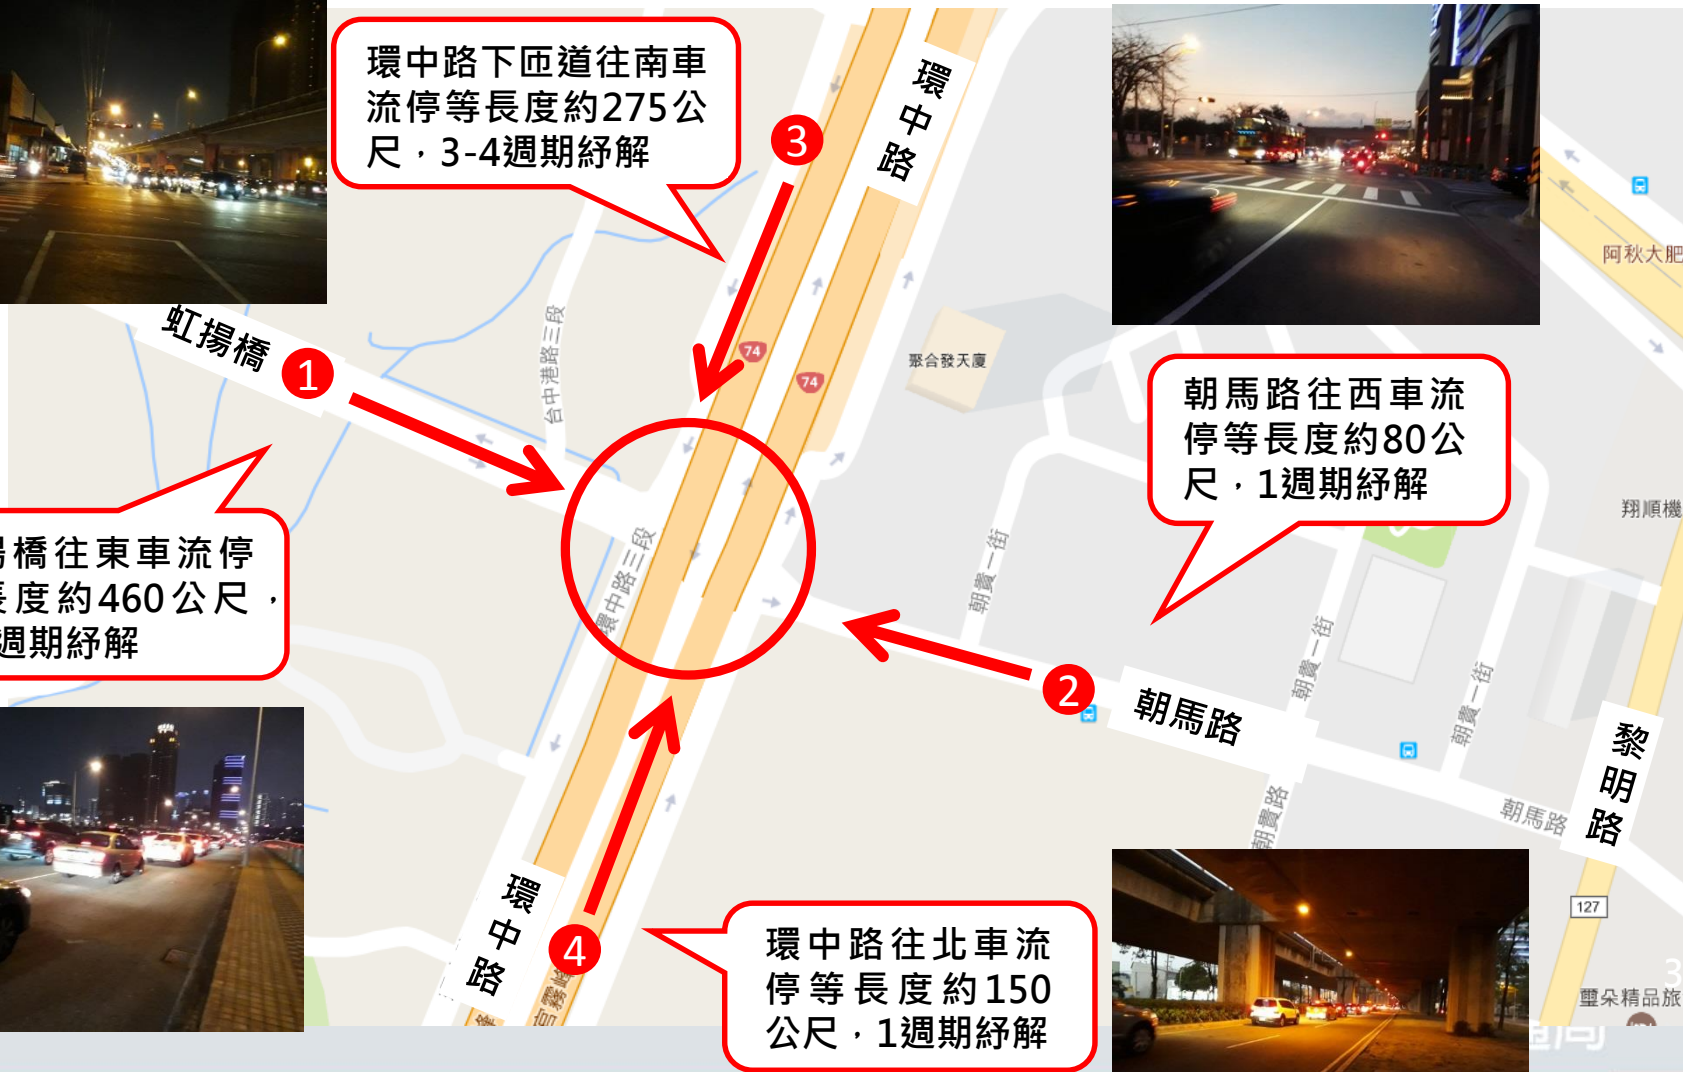 環中路下匝道往南車
流停等長度約275公
尺，3-4週期紓解
環
中
路
3
74
74
虹揚橋
1
台中港路三段
聚合發天廈
阿秋大肥
朝馬路往西車流
停等長度約80公
尺，1週期紓解
翔順機
揚橋往東車流停
長度約460公尺，
週期紓解
環中路三段
朝貴一街
朝貴一街
朝貴一街
2
朝馬路
黎
明
路
朝貴路
朝馬路
127
環
中
路
4
環中路往北車流
停等長度約150
公尺，1週期紓解
3
璽朵精品旅